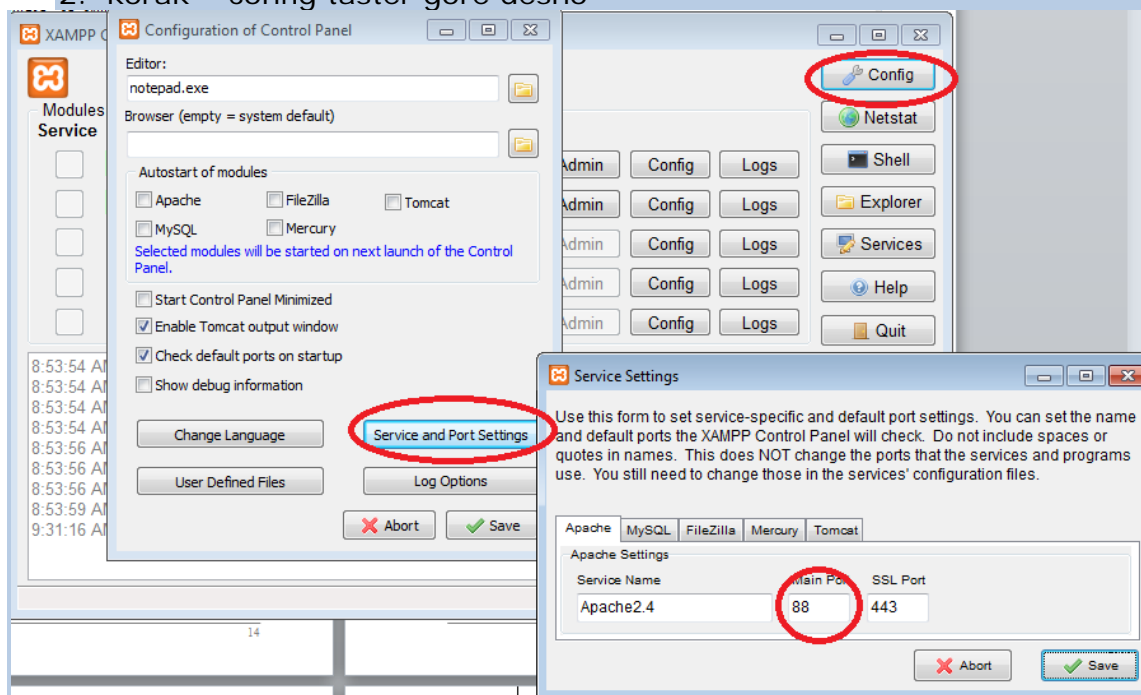 2. korak – config taster gore desno
XAMPP C
Configuration of Control Panel
Editor:
notepad.exe
Browser (empty = system default)
Autostart of modules
Apache
FileZilla
Tomcat
MySQL
Mercury
Selected modules will be started on next launch of the Control
Panel.
Start Control Panel Minimized
Enable Tomcat output window
Check default ports on startup
Show debug information
Change Language
Service and Port Settings
User Defined Files
Log Options
Abort
Save
Modules
Service
Config
Netstat
Admin Config Logs
Shell
Admin Config Logs
Explorer
Admin Config Logs
Services
Admin Config Logs
Help
Admin Config Logs
Quit
8:53:54 AM
8:53:54 AM
8:53:54 AM
8:53:54 AM
8:53:56 AM
8:53:56 AM
8:53:56 AM
8:53:59 AM
9:31:16 AM
Service Settings
Use this form to set service-specific and default port settings. You can set the name
and default ports the XAMPP Control Panel will check. Do not include spaces or
quotes in names. This does NOT change the ports that the services and programs
use. You still need to change those in the services' configuration files.
Apache MySQL FileZilla Mercury Tomcat
Apache Settings
Service Name Main Port SSL Port
Apache2.4 88 443
Abort Save
14